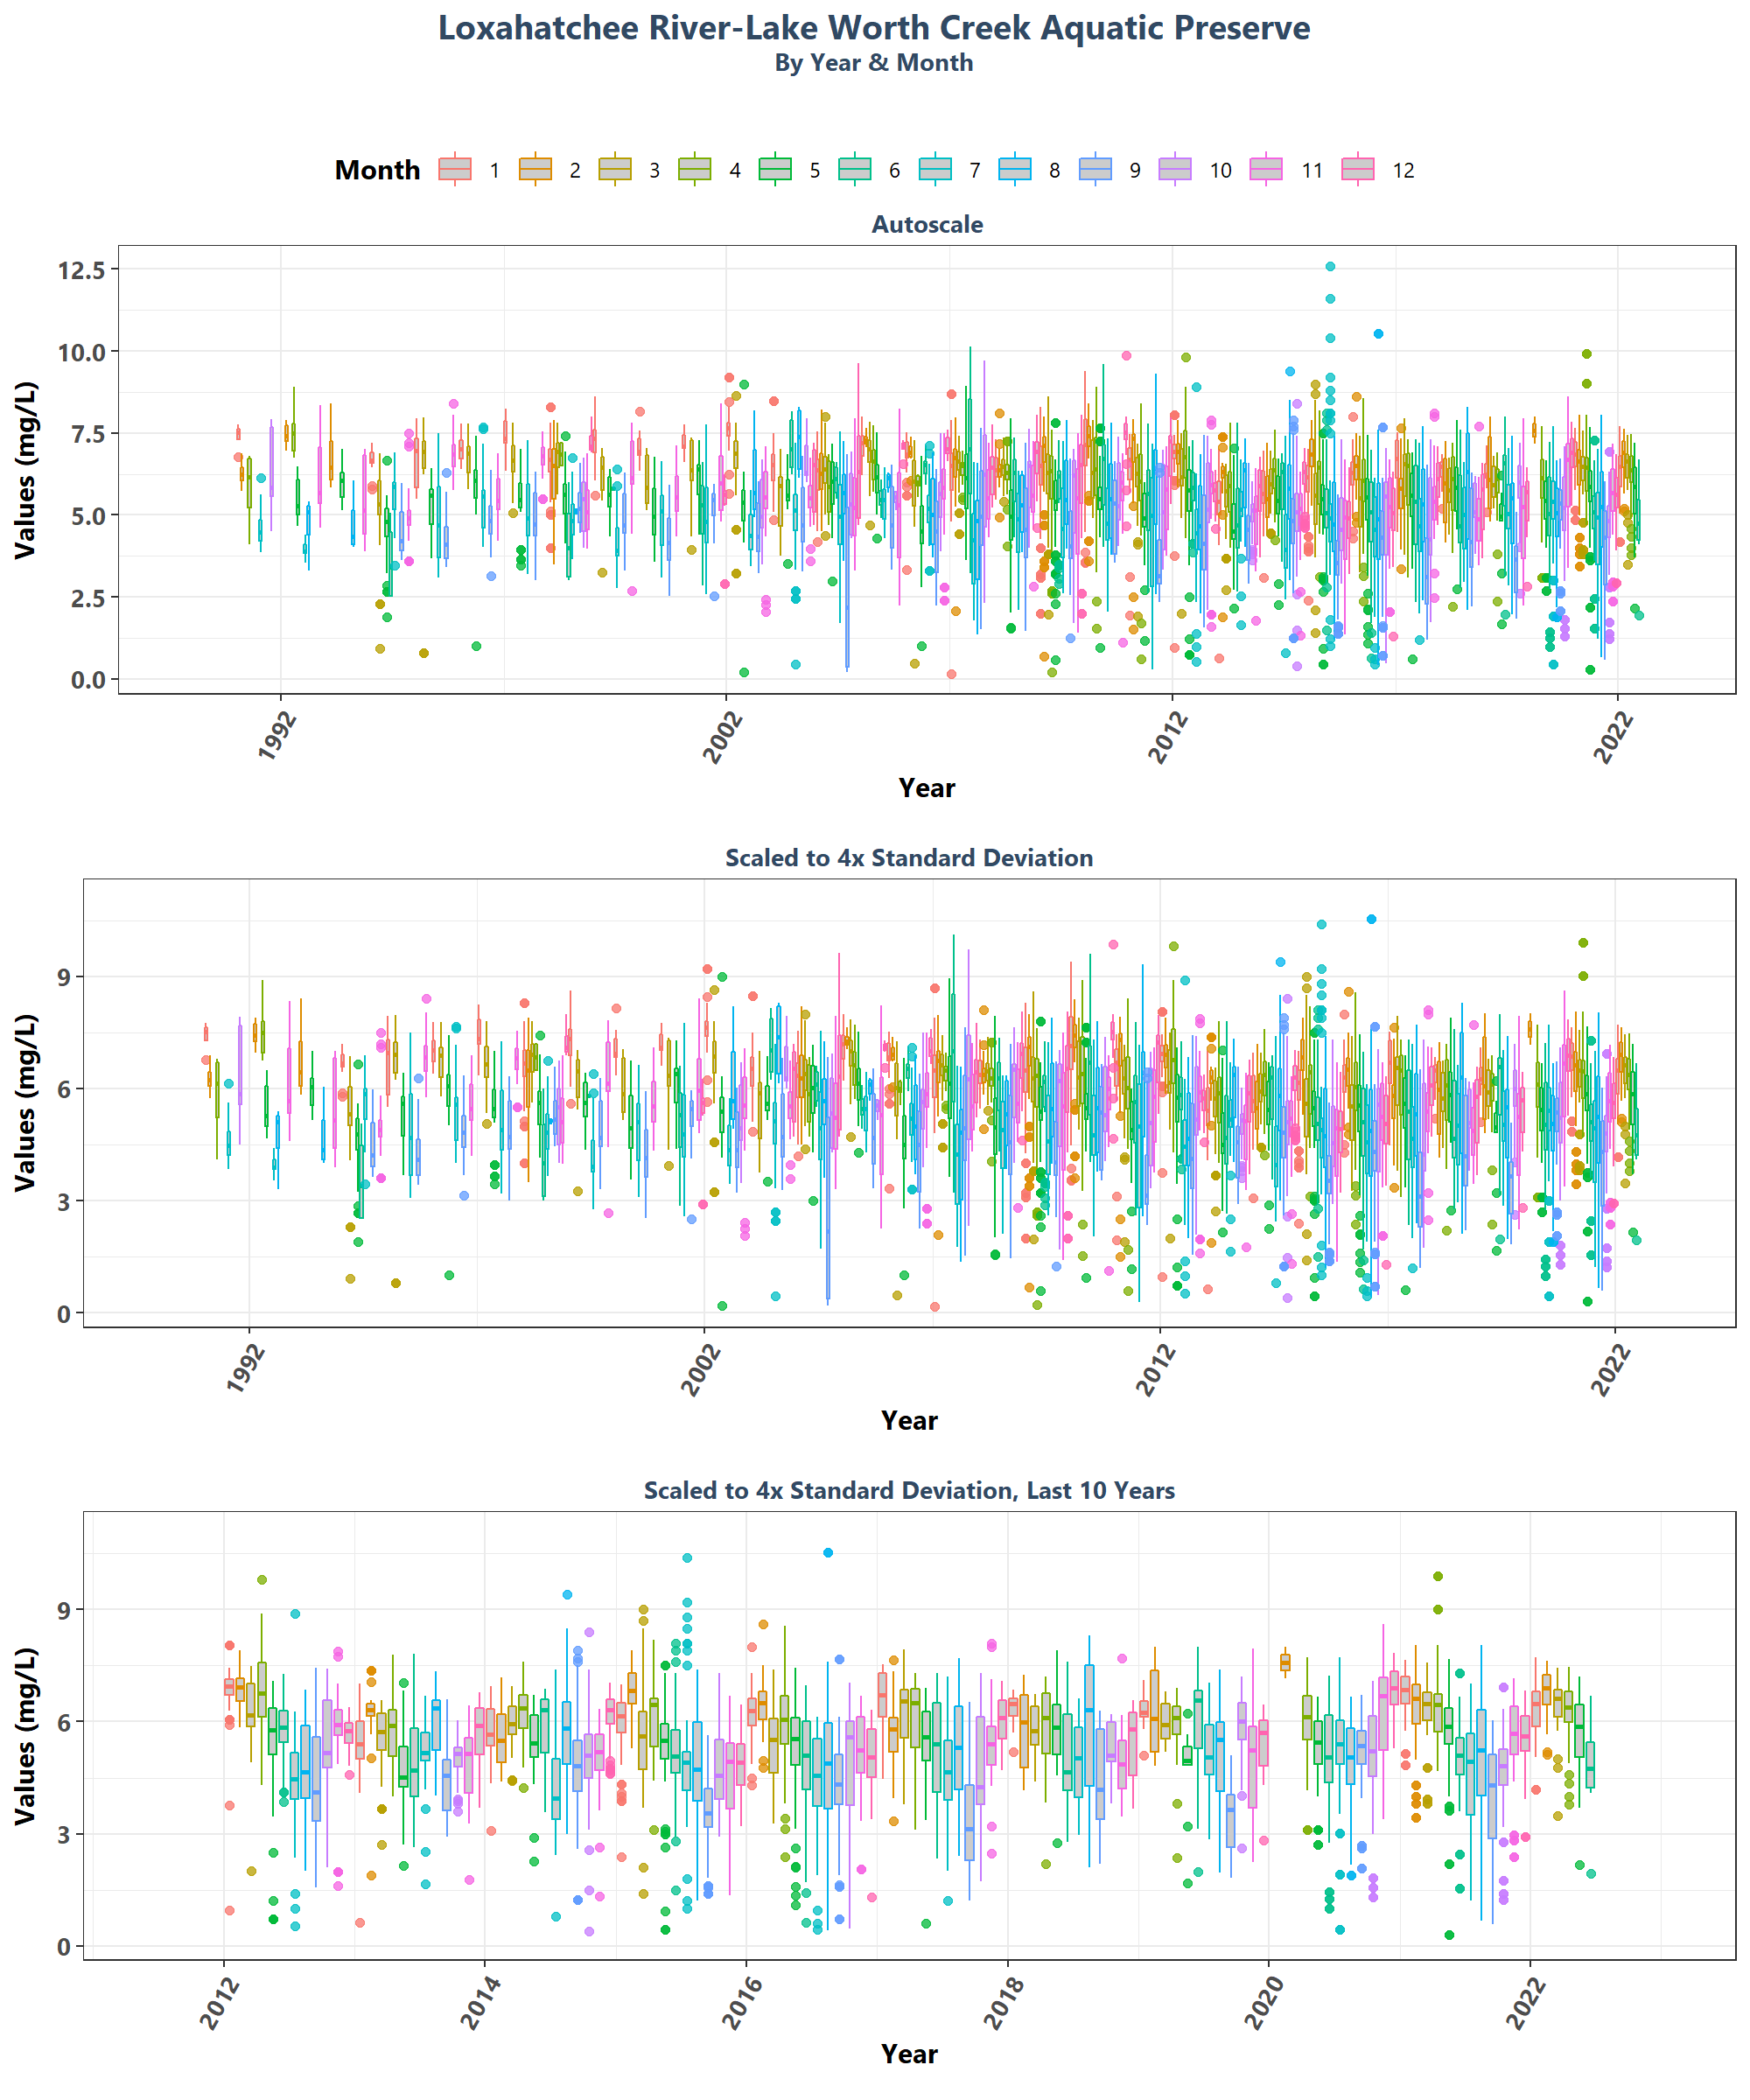 Loxahatchee River-Lake Worth Creek Aquatic Preserve
By Year & Month
Month 1 2 3 4 5 6 7 8 9 10 11 12
Autoscale
Values (mg/L)
12.5
10.0
7.5
5.0
2.5
0.0
1992 2002 2012 2022
Year
Scaled to 4x Standard Deviation
Values (mg/L)
9
6
3
0
1992 2002 2012 2022
Year
Scaled to 4x Standard Deviation, Last 10 Years
Values (mg/L)
9
6
3
0
2012 2014 2016 2018 2020 2022
Year